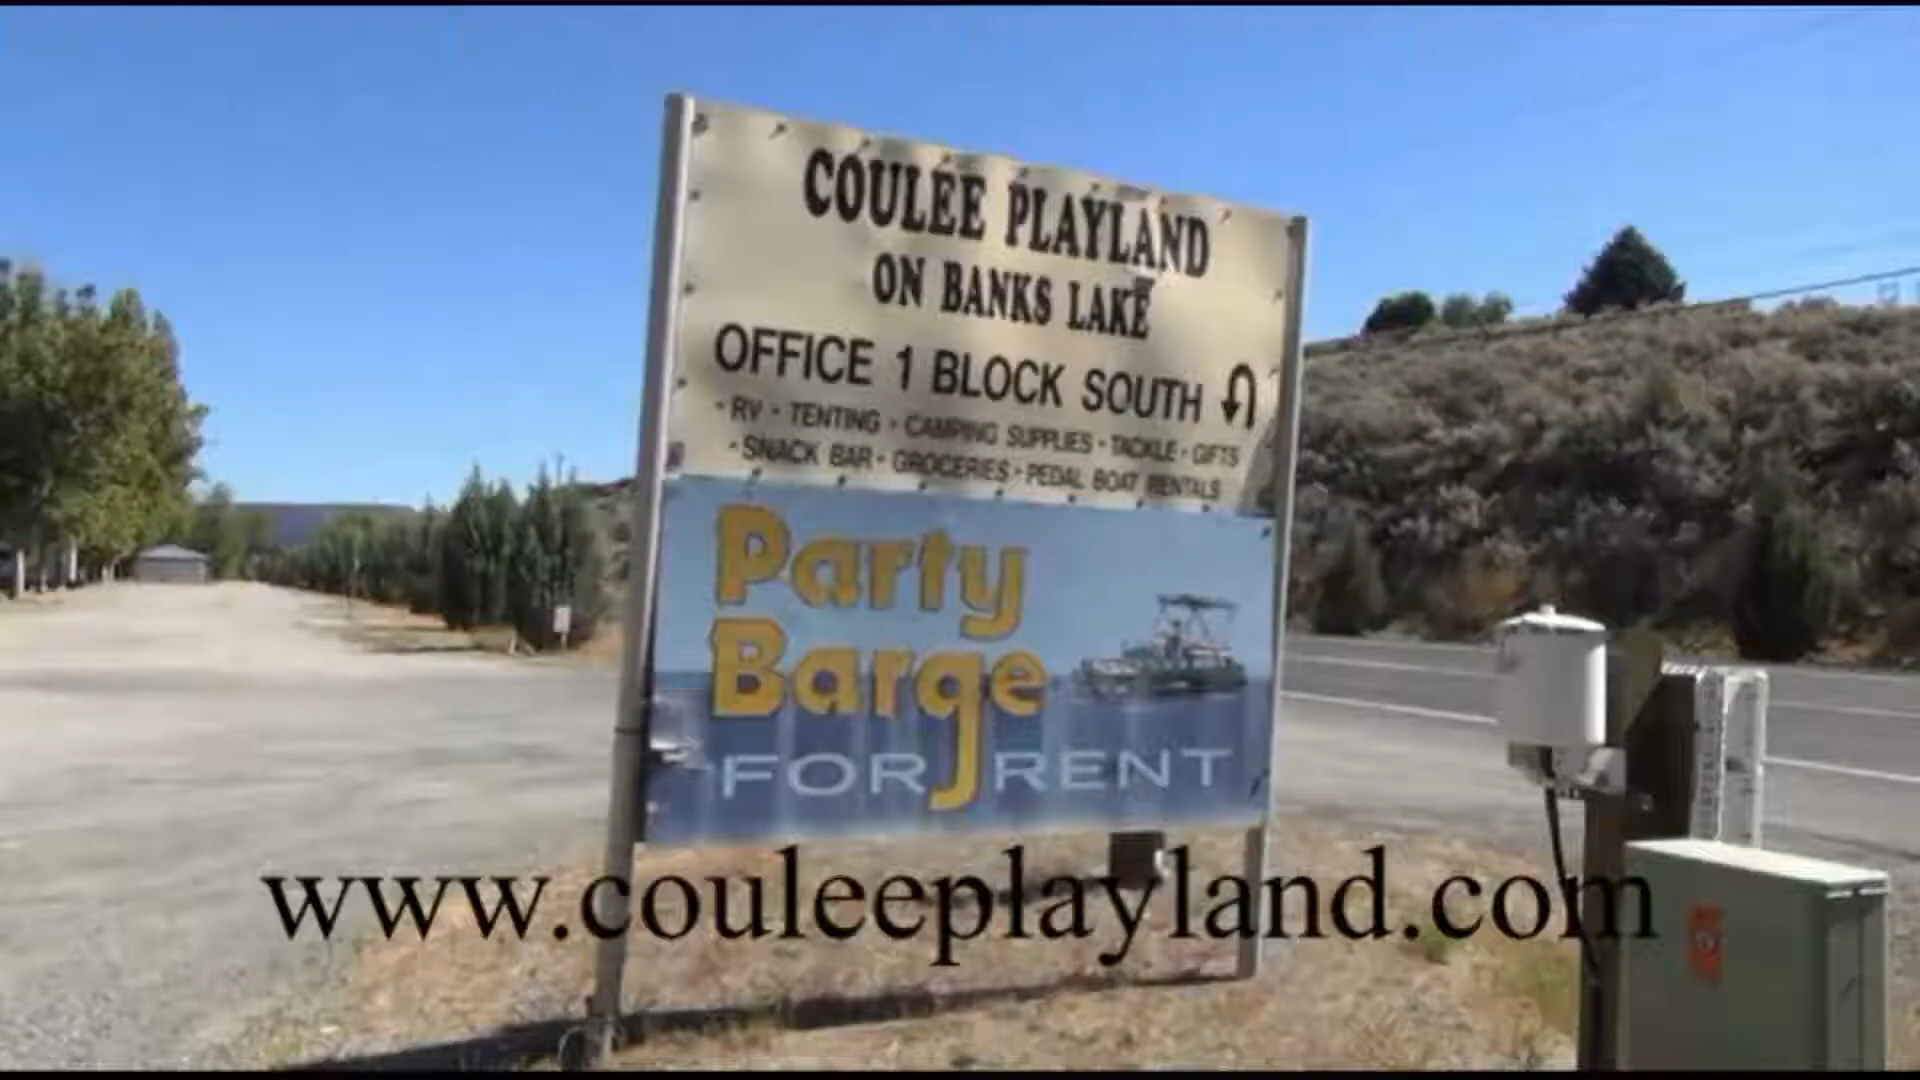 COULEE PLAYLAND
ON BANKS LAKE
OFFICE 1 BLOCK SOUTH
• RV • TENTING • CAMPING SUPPLIES • TACKLE • GIFTS
• SNACK BAR • GROCERIES • PEDAL BOAT RENTALS
Party
Barge
FOR RENT
www.couleeplayland.com